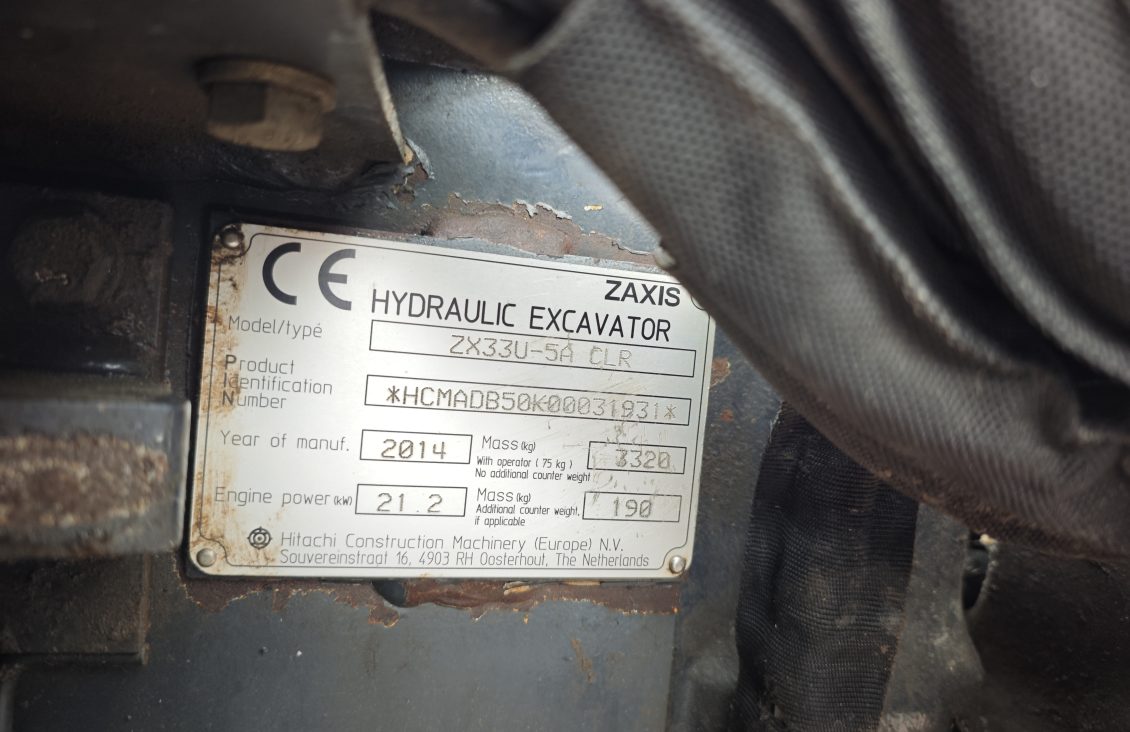 CE
ZAXIS
HYDRAULIC EXCAVATOR
Model/typé ZX33U-5A CLR
Product
Identification
Number *HCMADB50K00031931*
Year of manuf. 2014 Mass (kg)
With operator ( 75 kg ) 3320
No additional counter weight
Engine power (kW) 21.2 Mass (kg)
Additional counter weight, 190
if applicable
Hitachi Construction Machinery (Europe) N.V.
Souvereinstraat 16, 4903 RH Oosterhout, The Netherlands